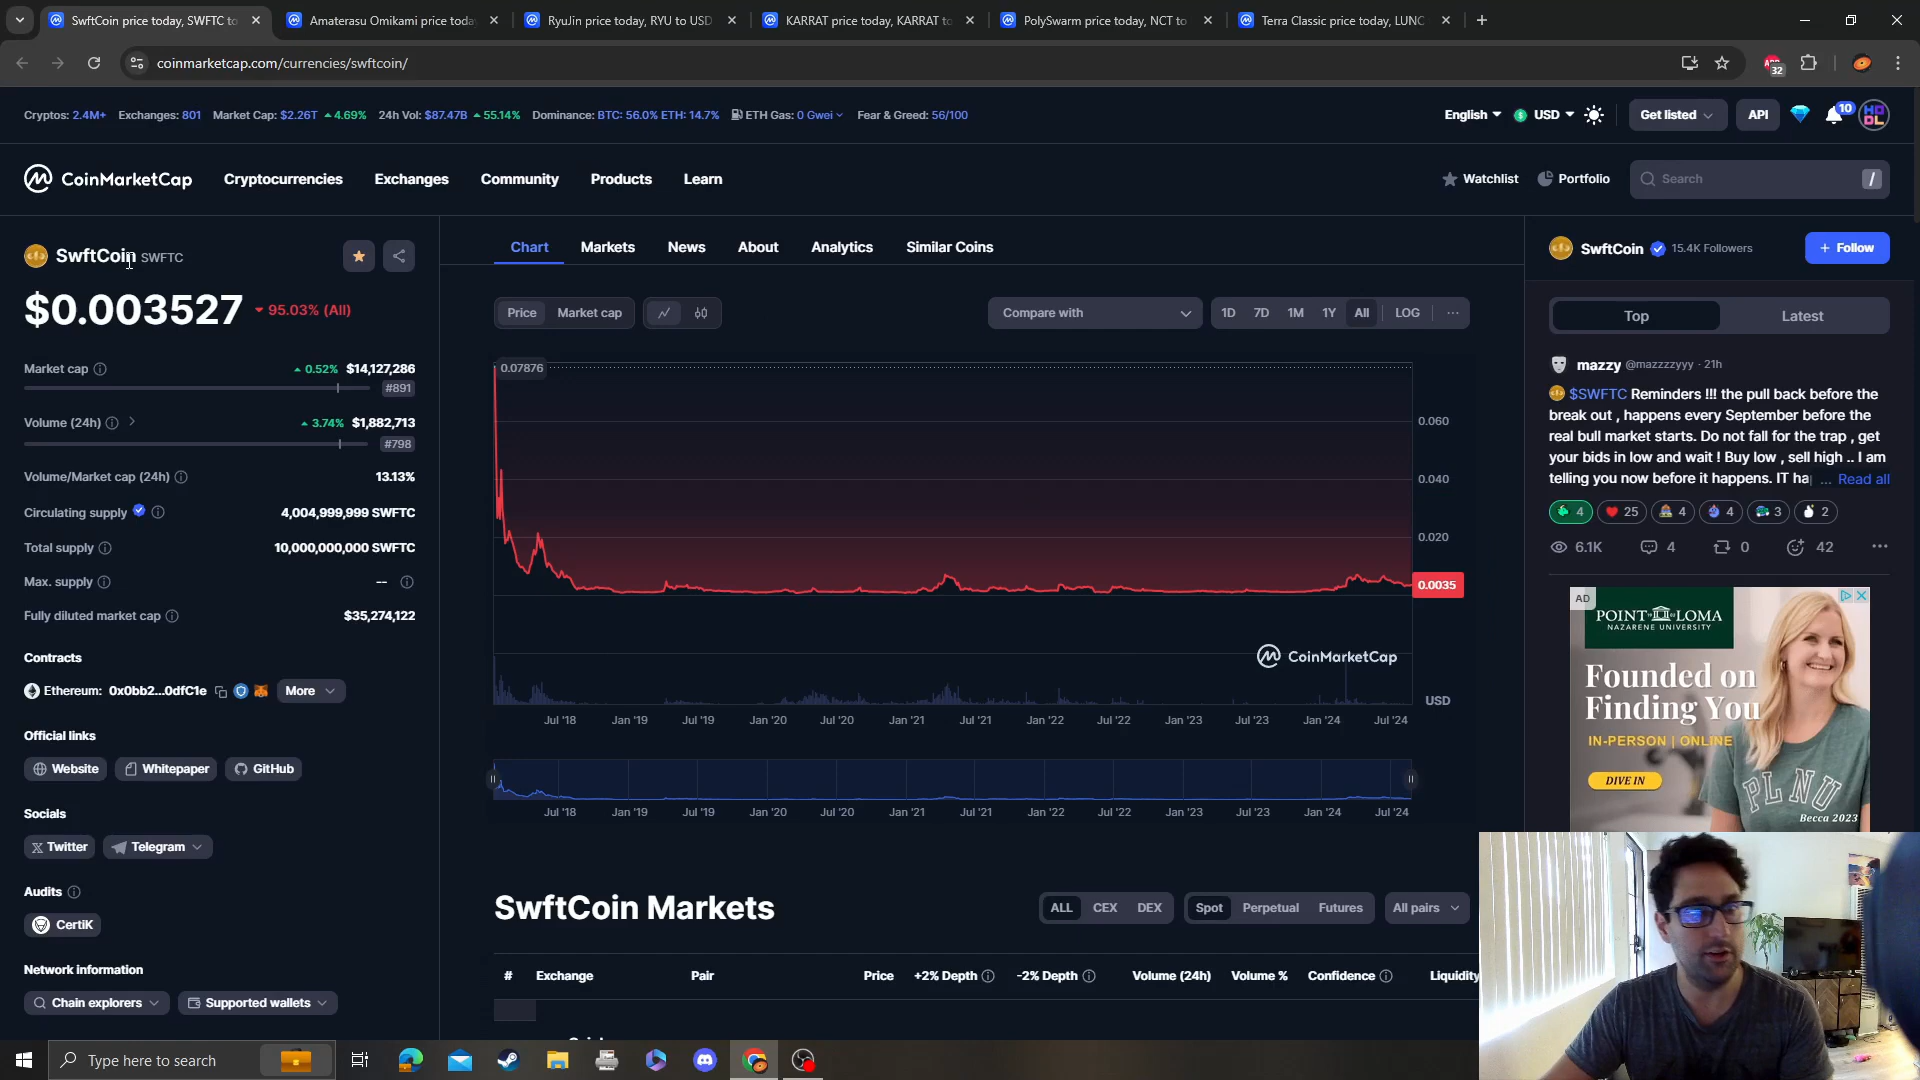 SwftCoin price today, SWFTC to
Amaterasu Omikami price today
RyuJin price today, RYU to USD
KARRAT price today, KARRAT to
PolySwarm price today, NCT to
Terra Classic price today, LUNC
coinmarketcap.com/currencies/swftcoin/
32
Cryptos: 2.4M+ Exchanges: 801 Market Cap: $2.26T 4.69% 24h Vol: $87.47B 55.14% Dominance: BTC: 56.0% ETH: 14.7% ETH Gas: 0 Gwei Fear & Greed: 56/100
English USD Get listed API 10
HO
DL
CoinMarketCap Cryptocurrencies Exchanges Community Products Learn Watchlist Portfolio Search /
SwftCoin SWFTC
$0.003527 95.03% (All)
Market cap 0.52% $14,127,286
#891
Volume (24h) 3.74% $1,882,713
#798
Volume/Market cap (24h) 13.13%
Circulating supply 4,004,999,999 SWFTC
Total supply 10,000,000,000 SWFTC
Max. supply --
Fully diluted market cap $35,274,122
Contracts
Ethereum: 0x0bb2...0dfC1e More
Official links
Website Whitepaper GitHub
Socials
Twitter Telegram
Audits
CertiK
Network information
Chain explorers Supported wallets
Chart Markets News About Analytics Similar Coins
Price Market cap Compare with 1D 7D 1M 1Y All LOG ...
0.07876
0.060
0.040
0.020
0.0035
CoinMarketCap
USD
Jul '18 Jan '19 Jul '19 Jan '20 Jul '20 Jan '21 Jul '21 Jan '22 Jul '22 Jan '23 Jul '23 Jan '24 Jul '24
Jul '18 Jan '19 Jul '19 Jan '20 Jul '20 Jan '21 Jul '21 Jan '22 Jul '22 Jan '23 Jul '23 Jan '24 Jul '24
SwftCoin Markets ALL CEX DEX Spot Perpetual Futures All pairs
# Exchange Pair Price +2% Depth -2% Depth Volume (24h) Volume % Confidence Liquidity
SwftCoin 15.4K Followers + Follow
Top Latest
mazzy @mazzzzyyy · 21h
$SWFTC Reminders !!! the pull back before the
break out , happens every September before the
real bull market starts. Do not fall for the trap , get
your bids in low and wait ! Buy low , sell high .. I am
telling you now before it happens. IT ha ... Read all
4 25 4 4 3 2
6.1K 4 0 42 ...
AD
POINT LOMA
NAZARENE UNIVERSITY
Founded on
Finding You
IN-PERSON | ONLINE
DIVE IN
PLNU
Becca 2023
Type here to search